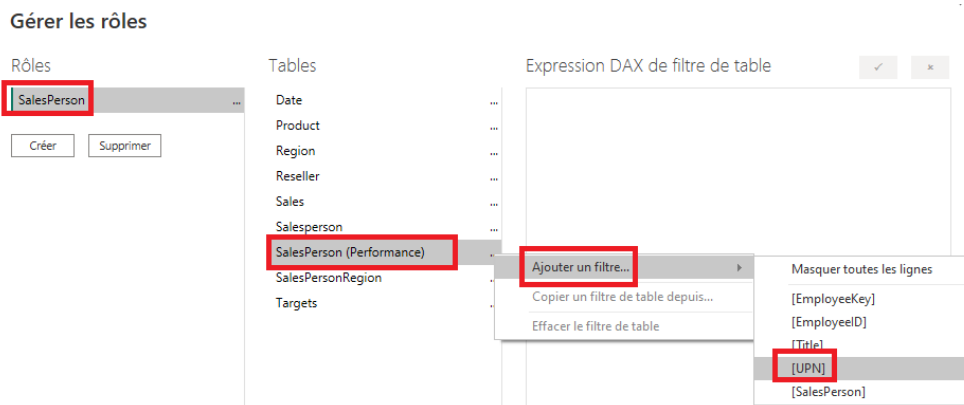 Gérer les rôles
Rôles
SalesPerson
...
Créer
Supprimer
Tables
Date ...
Product ...
Region ...
Reseller ...
Sales ...
Salesperson ...
SalesPerson (Performance)
SalesPersonRegion
Targets
Expression DAX de filtre de table
Ajouter un filtre...
Copier un filtre de table depuis...
Effacer le filtre de table
Masquer toutes les lignes
[EmployeeKey]
[EmployeeID]
[Title]
[UPN]
[SalesPerson]